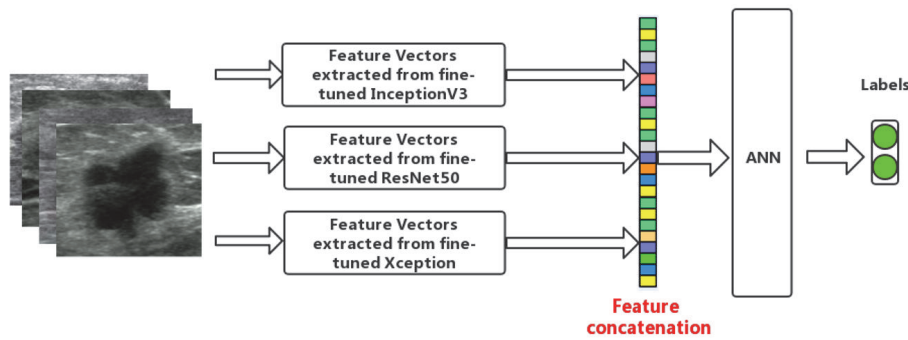 Feature Vectors
extracted from fine-
tuned InceptionV3
Feature Vectors
extracted from fine-
tuned ResNet50
Feature Vectors
extracted from fine-
tuned Xception
Feature
concatenation
ANN
Labels